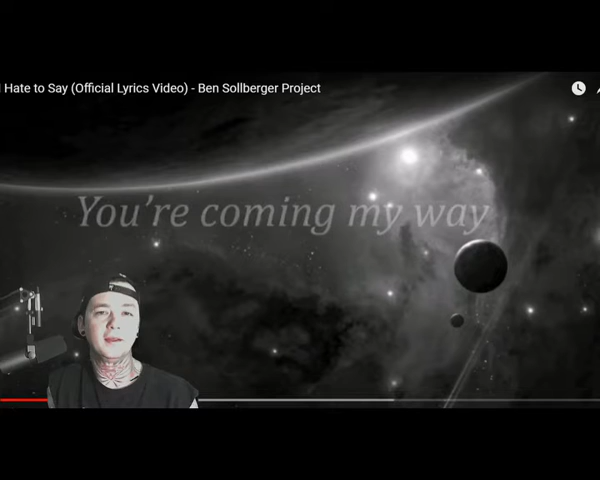 Hate to Say (Official Lyrics Video) - Ben Sollberger Project
You're coming my way